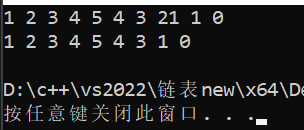 1 2 3 4 5 4 3 21 1 0
1 2 3 4 5 4 3 1 0
D:\c++\vs2022\链表new\x64\De
按任意键关闭此窗口. . .